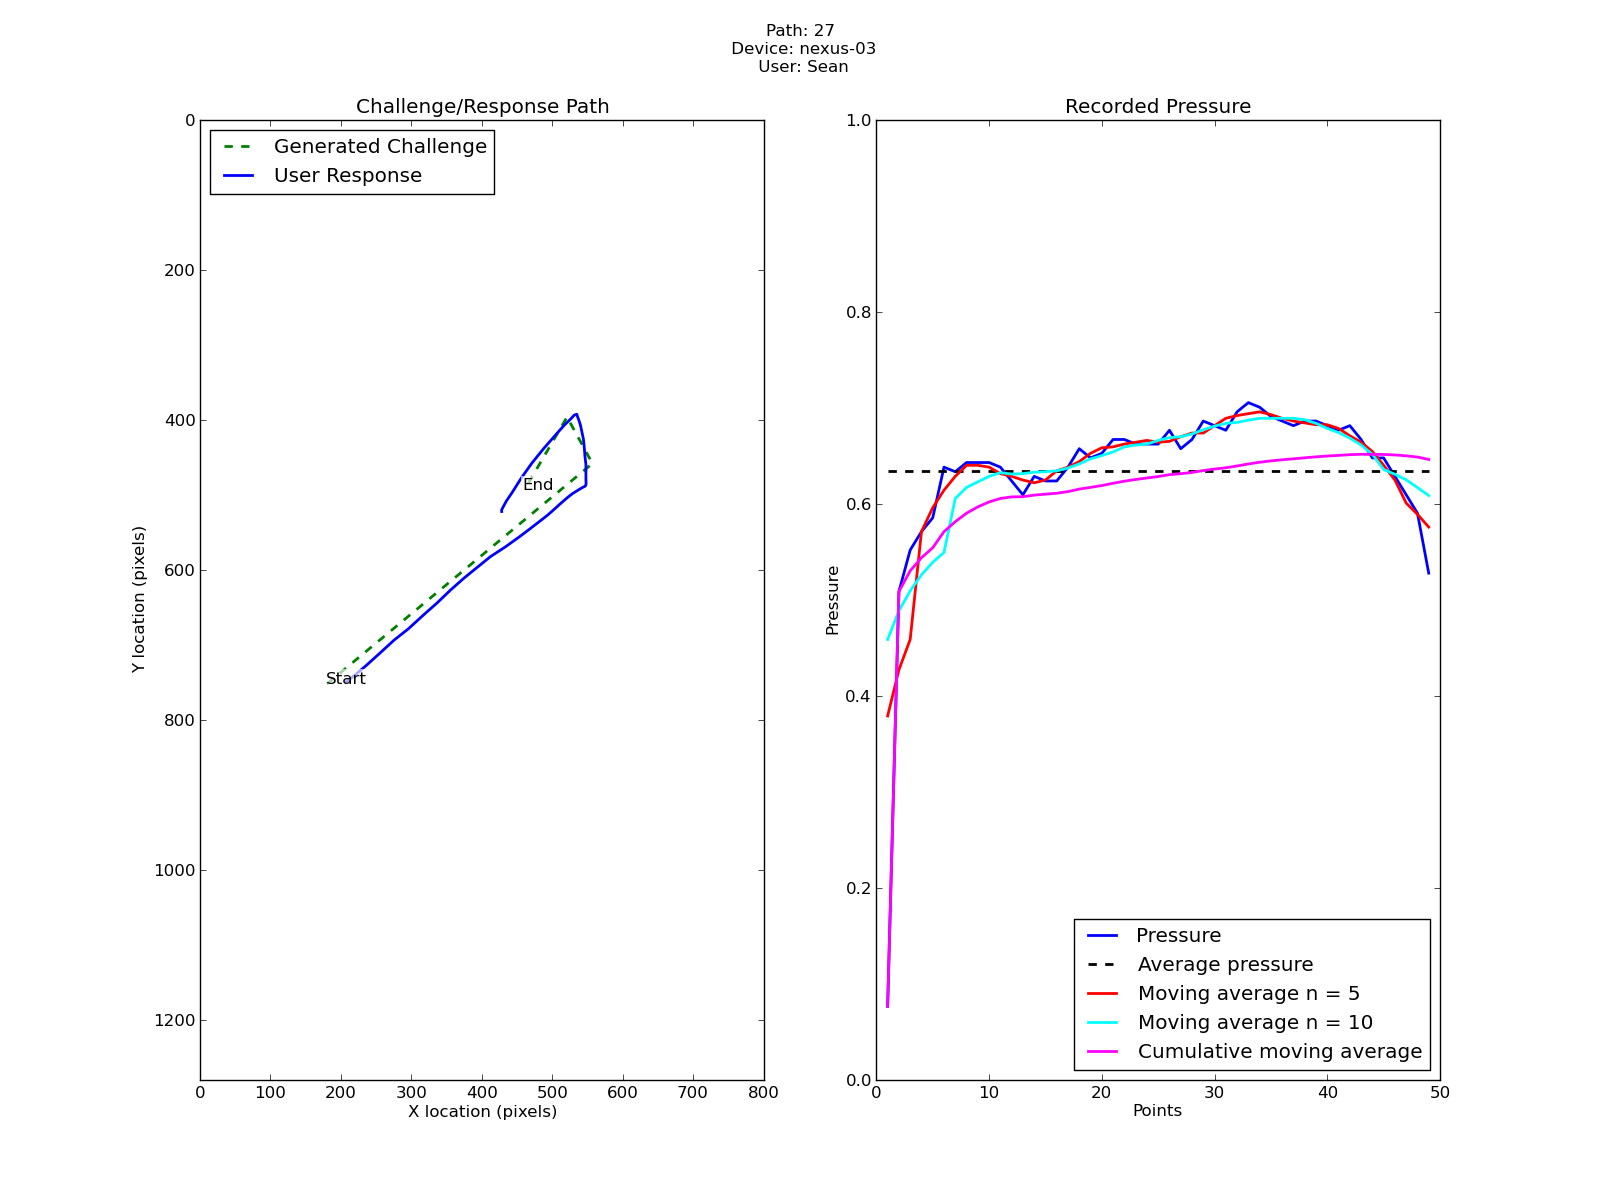 Path: 27
Device: nexus-03
User: Sean
Challenge/Response Path
Generated Challenge
User Response
0
200
400
600
800
1000
1200
Y location (pixels)
Start
End
0 100 200 300 400 500 600 700 800
X location (pixels)
Recorded Pressure
1.0
0.8
0.6
0.4
0.2
0.0
Pressure
Pressure
Average pressure
Moving average n = 5
Moving average n = 10
Cumulative moving average
0 10 20 30 40 50
Points